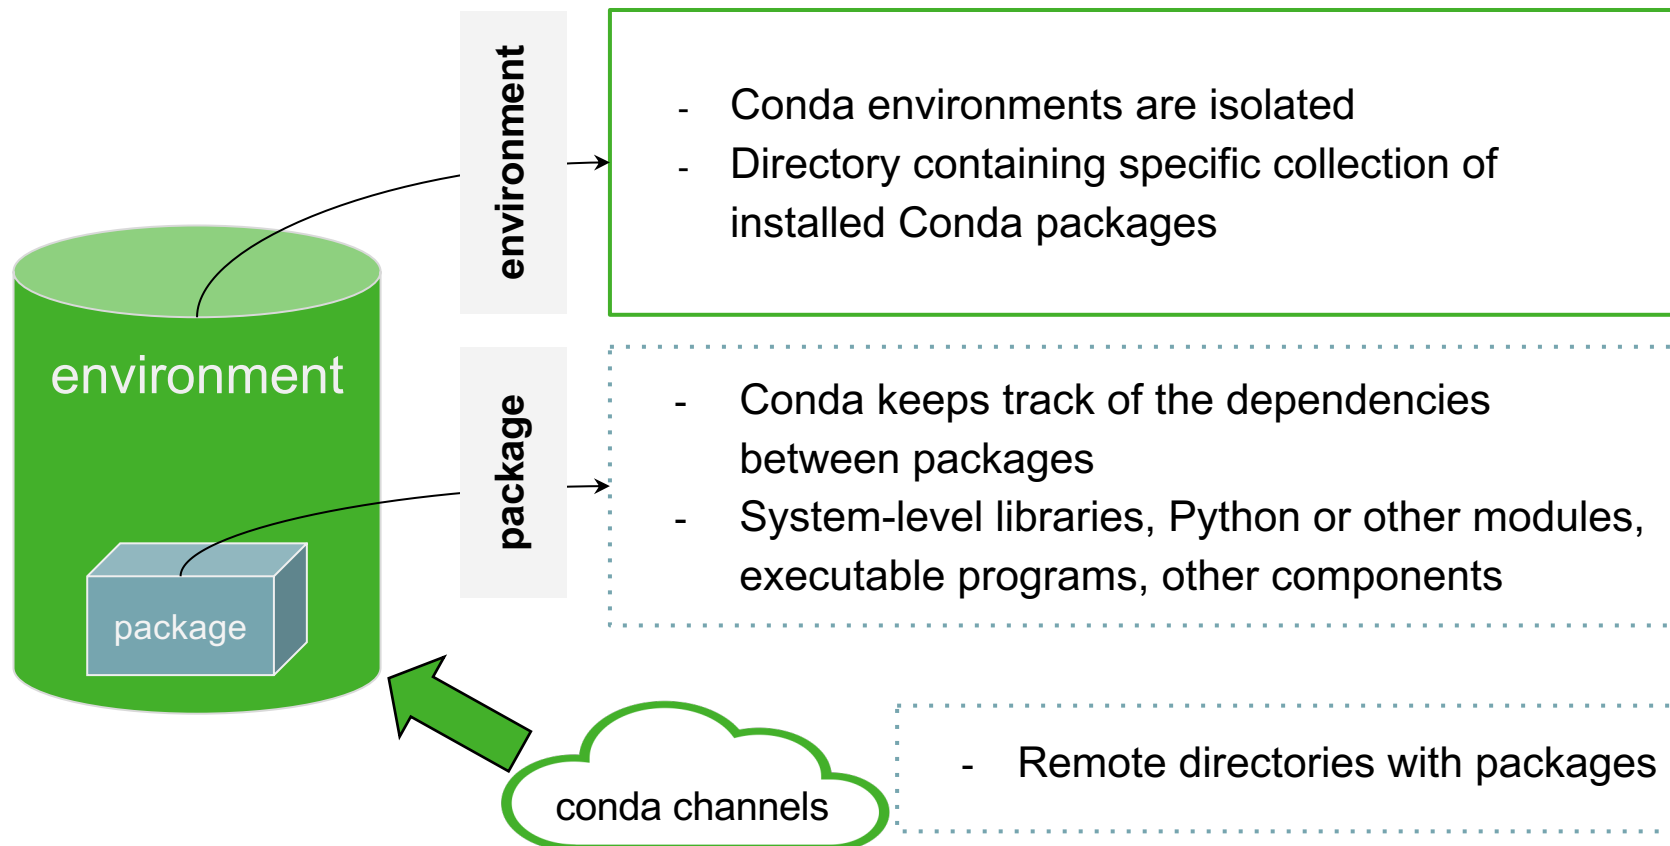 environment
- Conda environments are isolated
- Directory containing specific collection of
installed Conda packages
environment
package
- Conda keeps track of the dependencies
between packages
- System-level libraries, Python or other modules,
executable programs, other components
package
conda channels
- Remote directories with packages